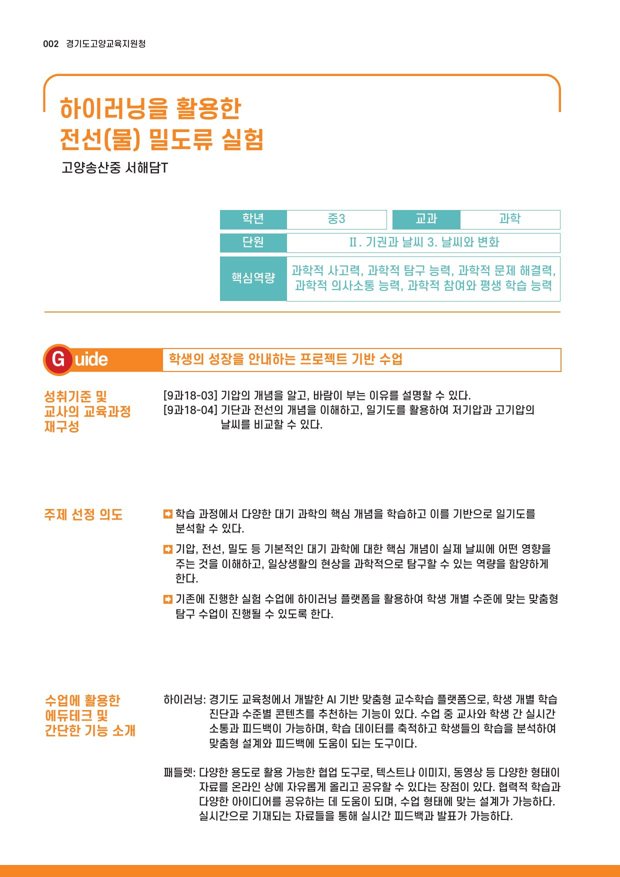 002 경기도고양교육지원청
하이러닝을 활용한
전선(물) 밀도류 실험
고양송산중 서해담T
학년 중3 교과 과학
단원 Ⅱ. 기권과 날씨 3. 날씨와 변화
핵심역량 과학적 사고력, 과학적 탐구 능력, 과학적 문제 해결력,
과학적 의사소통 능력, 과학적 참여와 평생 학습 능력
Guide 학생의 성장을 안내하는 프로젝트 기반 수업
성취기준 및
교사의 교육과정
재구성
[9과18-03] 기압의 개념을 알고, 바람이 부는 이유를 설명할 수 있다.
[9과18-04] 기단과 전선의 개념을 이해하고, 일기도를 활용하여 저기압과 고기압의
날씨를 비교할 수 있다.
주제 선정 의도
학습 과정에서 다양한 대기 과학의 핵심 개념을 학습하고 이를 기반으로 일기도를
분석할 수 있다.
기압, 전선, 밀도 등 기본적인 대기 과학에 대한 핵심 개념이 실제 날씨에 어떤 영향을
주는 것을 이해하고, 일상생활의 현상을 과학적으로 탐구할 수 있는 역량을 함양하게
한다.
기존에 진행한 실험 수업에 하이러닝 플랫폼을 활용하여 학생 개별 수준에 맞는 맞춤형
탐구 수업이 진행될 수 있도록 한다.
수업에 활용한
에듀테크 및
간단한 기능 소개
하이러닝: 경기도 교육청에서 개발한 AI 기반 맞춤형 교수학습 플랫폼으로, 학생 개별 학습
진단과 수준별 콘텐츠를 추천하는 기능이 있다. 수업 중 교사와 학생 간 실시간
소통과 피드백이 가능하며, 학습 데이터를 축적하고 학생들의 학습을 분석하여
맞춤형 설계와 피드백에 도움이 되는 도구이다.
패들렛: 다양한 용도로 활용 가능한 협업 도구로, 텍스트나 이미지, 동영상 등 다양한 형태이
자료를 온라인 상에 자유롭게 올리고 공유할 수 있다는 장점이 있다. 협력적 학습과
다양한 아이디어를 공유하는 데 도움이 되며, 수업 형태에 맞는 설계가 가능하다.
실시간으로 기재되는 자료들을 통해 실시간 피드백과 발표가 가능하다.